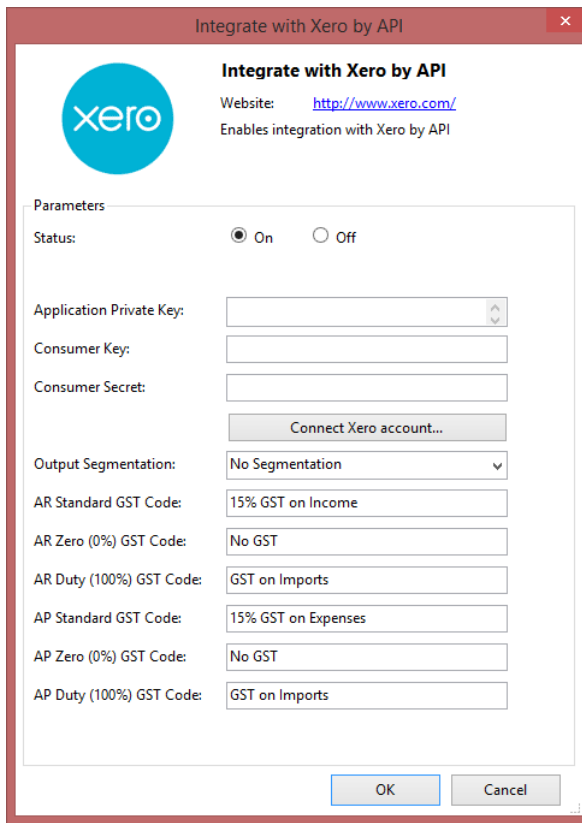 Integrate with Xero by API
xero
Integrate with Xero by API
Website: http://www.xero.com/
Enables integration with Xero by API
Parameters
Status: On Off
Application Private Key:
Consumer Key:
Consumer Secret:
Connect Xero account...
Output Segmentation: No Segmentation
AR Standard GST Code: 15% GST on Income
AR Zero (0%) GST Code: No GST
AR Duty (100%) GST Code: GST on Imports
AP Standard GST Code: 15% GST on Expenses
AP Zero (0%) GST Code: No GST
AP Duty (100%) GST Code: GST on Imports
OK Cancel